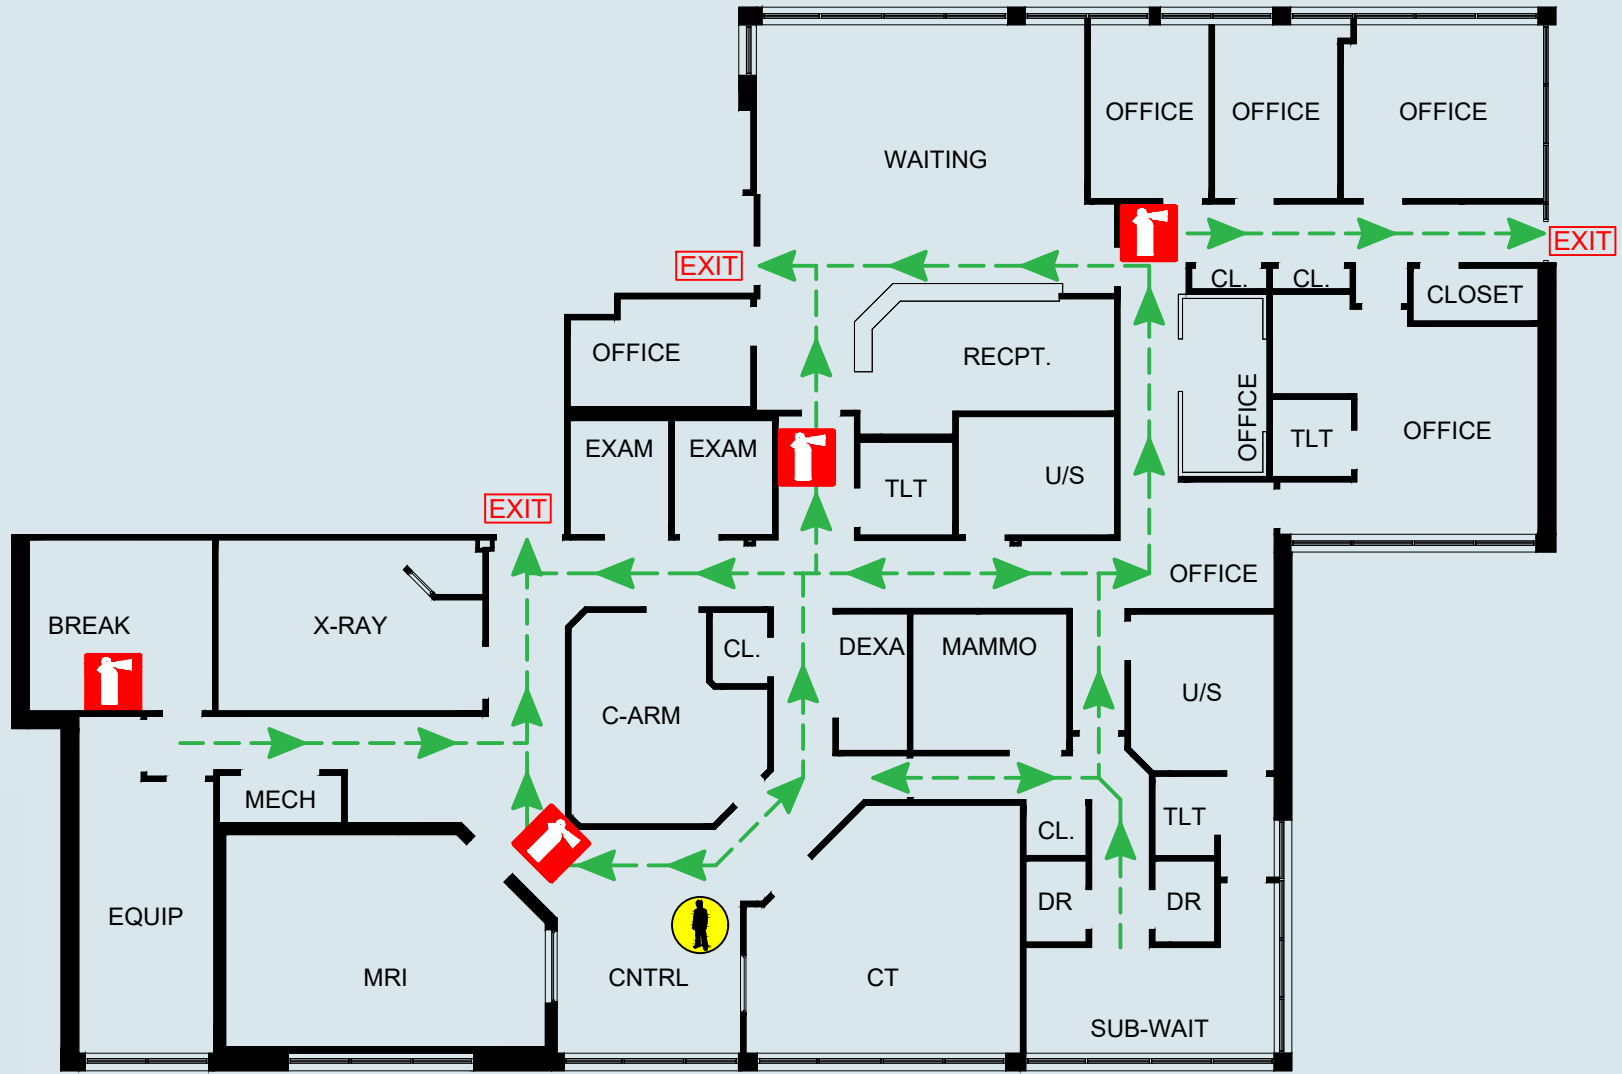 OFFICE
OFFICE
OFFICE
WAITING
EXIT
EXIT
CL.
CL.
CLOSET
OFFICE
RECPT.
OFFICE
TLT
OFFICE
EXAM
EXAM
TLT
U/S
EXIT
OFFICE
BREAK
X-RAY
CL.
DEXA
MAMMO
C-ARM
U/S
MECH
CL.
TLT
EQUIP
DR
DR
MRI
CNTRL
CT
SUB-WAIT